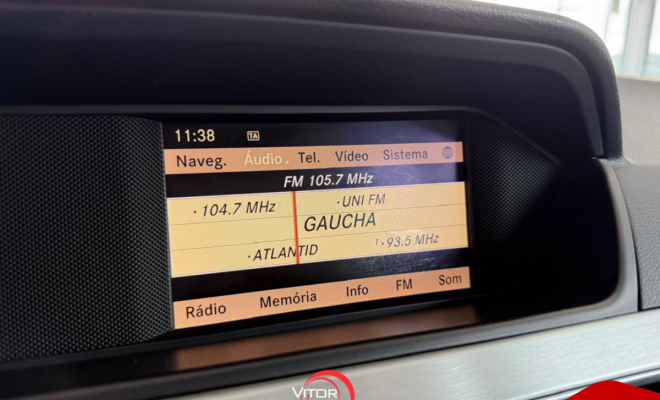 11:38 TA
Naveg. Áudio Tel. Vídeo Sistema
FM 105.7 MHz
104.7 MHz
UNI FM
GAUCHA
ATLANTID
93.5 MHz
Rádio Memória Info FM Som
VITOR